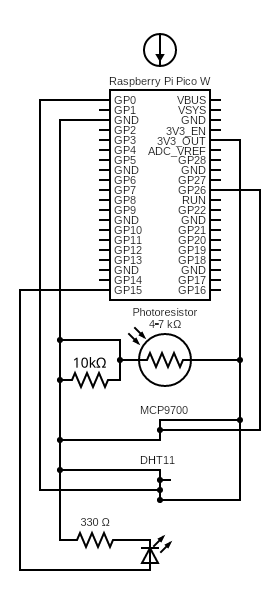 Raspberry Pi Pico W
GP0 VBUS
GP1 VSYS
GND GND
GP2 3V3_EN
GP3 3V3_OUT
GP4 ADC_VREF
GP5 GP28
GND GND
GP6 GP27
GP7 GP26
GP8 RUN
GP9 GP22
GND GND
GP10 GP21
GP11 GP20
GP12 GP19
GP13 GP18
GND GND
GP14 GP17
GP15 GP16
Photoresistor
4-7 kΩ
10kΩ
MCP9700
DHT11
330 Ω